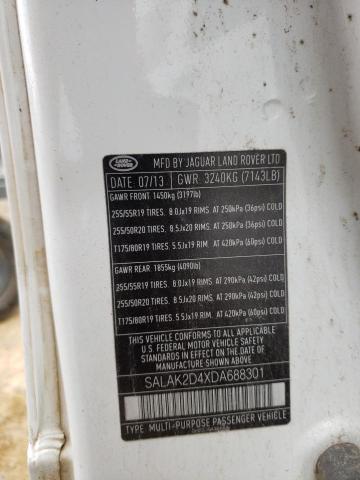 LAND ROVER
MFD BY JAGUAR LAND ROVER LTD
DATE: 07/13 GWR: 3240KG (7143LB)
GAWR FRONT: 1450kg (3197lb)
255/55R19 TIRES. 8.0Jx19 RIMS. AT 250kPa (36psi) COLD
255/50R20 TIRES. 8.5Jx20 RIMS. AT 250kPa (36psi) COLD
T175/80R19 TIRES. 5.5Jx19 RIM. AT 420kPa (60psi) COLD
GAWR REAR: 1855kg (4090lb)
255/55R19 TIRES. 8.0Jx19 RIMS. AT 290kPa (42psi) COLD
255/50R20 TIRES. 8.5Jx20 RIMS. AT 290kPa (42psi) COLD
T175/80R19 TIRES. 5.5Jx19 RIM. AT 420kPa (60psi) COLD
THIS VEHICLE CONFORMS TO ALL APPLICABLE
U.S. FEDERAL MOTOR VEHICLE SAFETY STANDARDS
IN EFFECT ON THE DATE OF
MANUFACTURE SHOWN ABOVE.
SALAK2D4XDA688301
TYPE: MULTI-PURPOSE PASSENGER VEHICLE